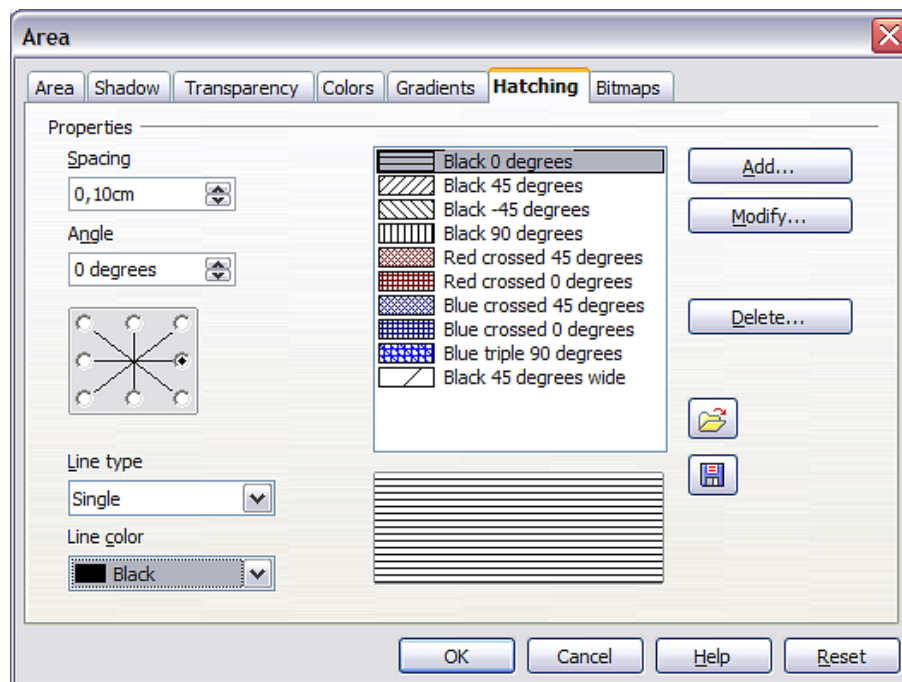 Area
Area Shadow Transparency Colors Gradients Hatching Bitmaps
Properties
Spacing
0,10cm
Angle
0 degrees
Line type
Single
Line color
Black
Black 0 degrees
Black 45 degrees
Black -45 degrees
Black 90 degrees
Red crossed 45 degrees
Red crossed 0 degrees
Blue crossed 45 degrees
Blue crossed 0 degrees
Blue triple 90 degrees
Black 45 degrees wide
Add...
Modify...
Delete...
OK Cancel Help Reset